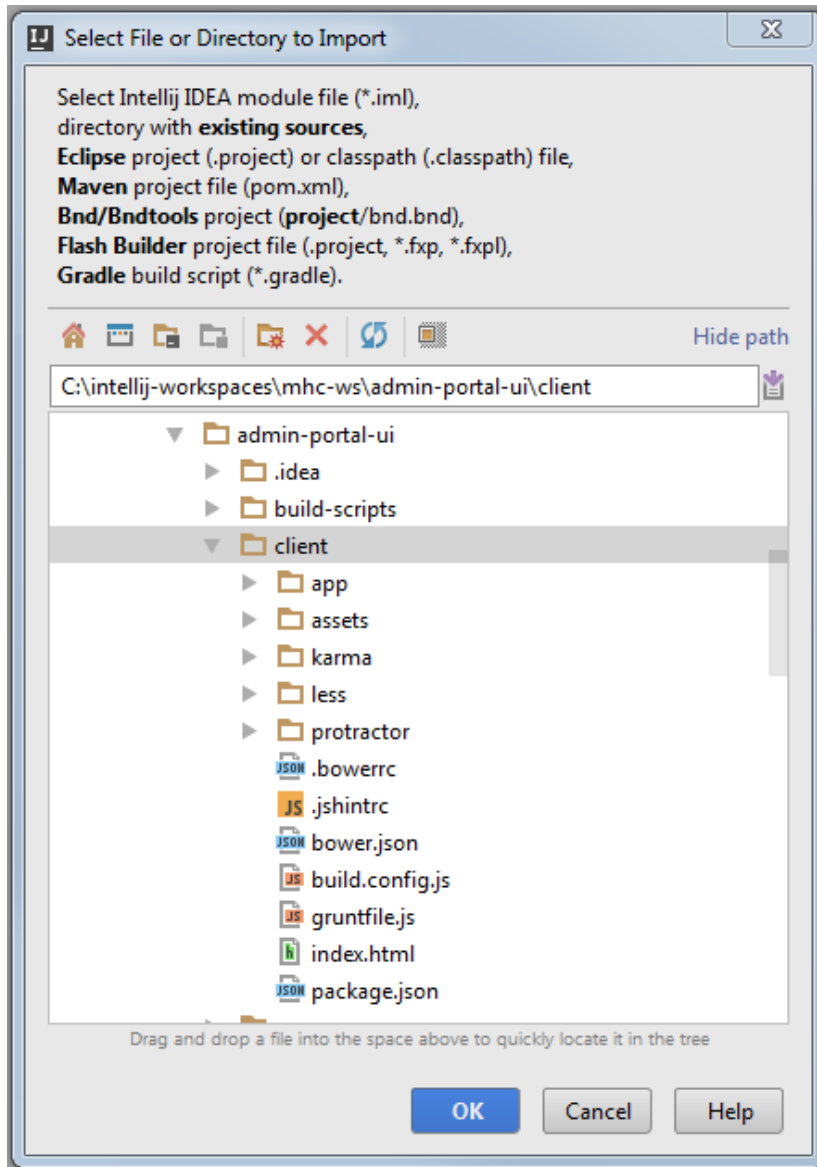 Select File or Directory to Import
Select Intellij IDEA module file (*.iml),
directory with existing sources,
Eclipse project (.project) or classpath (.classpath) file,
Maven project file (pom.xml),
Bnd/Bndtools project (project/bnd.bnd),
Flash Builder project file (.project, *.fxp, *.fxpl),
Gradle build script (*.gradle).
Hide path
C:\intellij-workspaces\mhc-ws\admin-portal-ui\client
admin-portal-ui
.idea
build-scripts
client
app
assets
karma
less
protractor
JSON .bowerrc
JS .jshintrc
JSON bower.json
JS build.config.js
JS gruntfile.js
h index.html
JSON package.json
Drag and drop a file into the space above to quickly locate it in the tree
OK Cancel Help